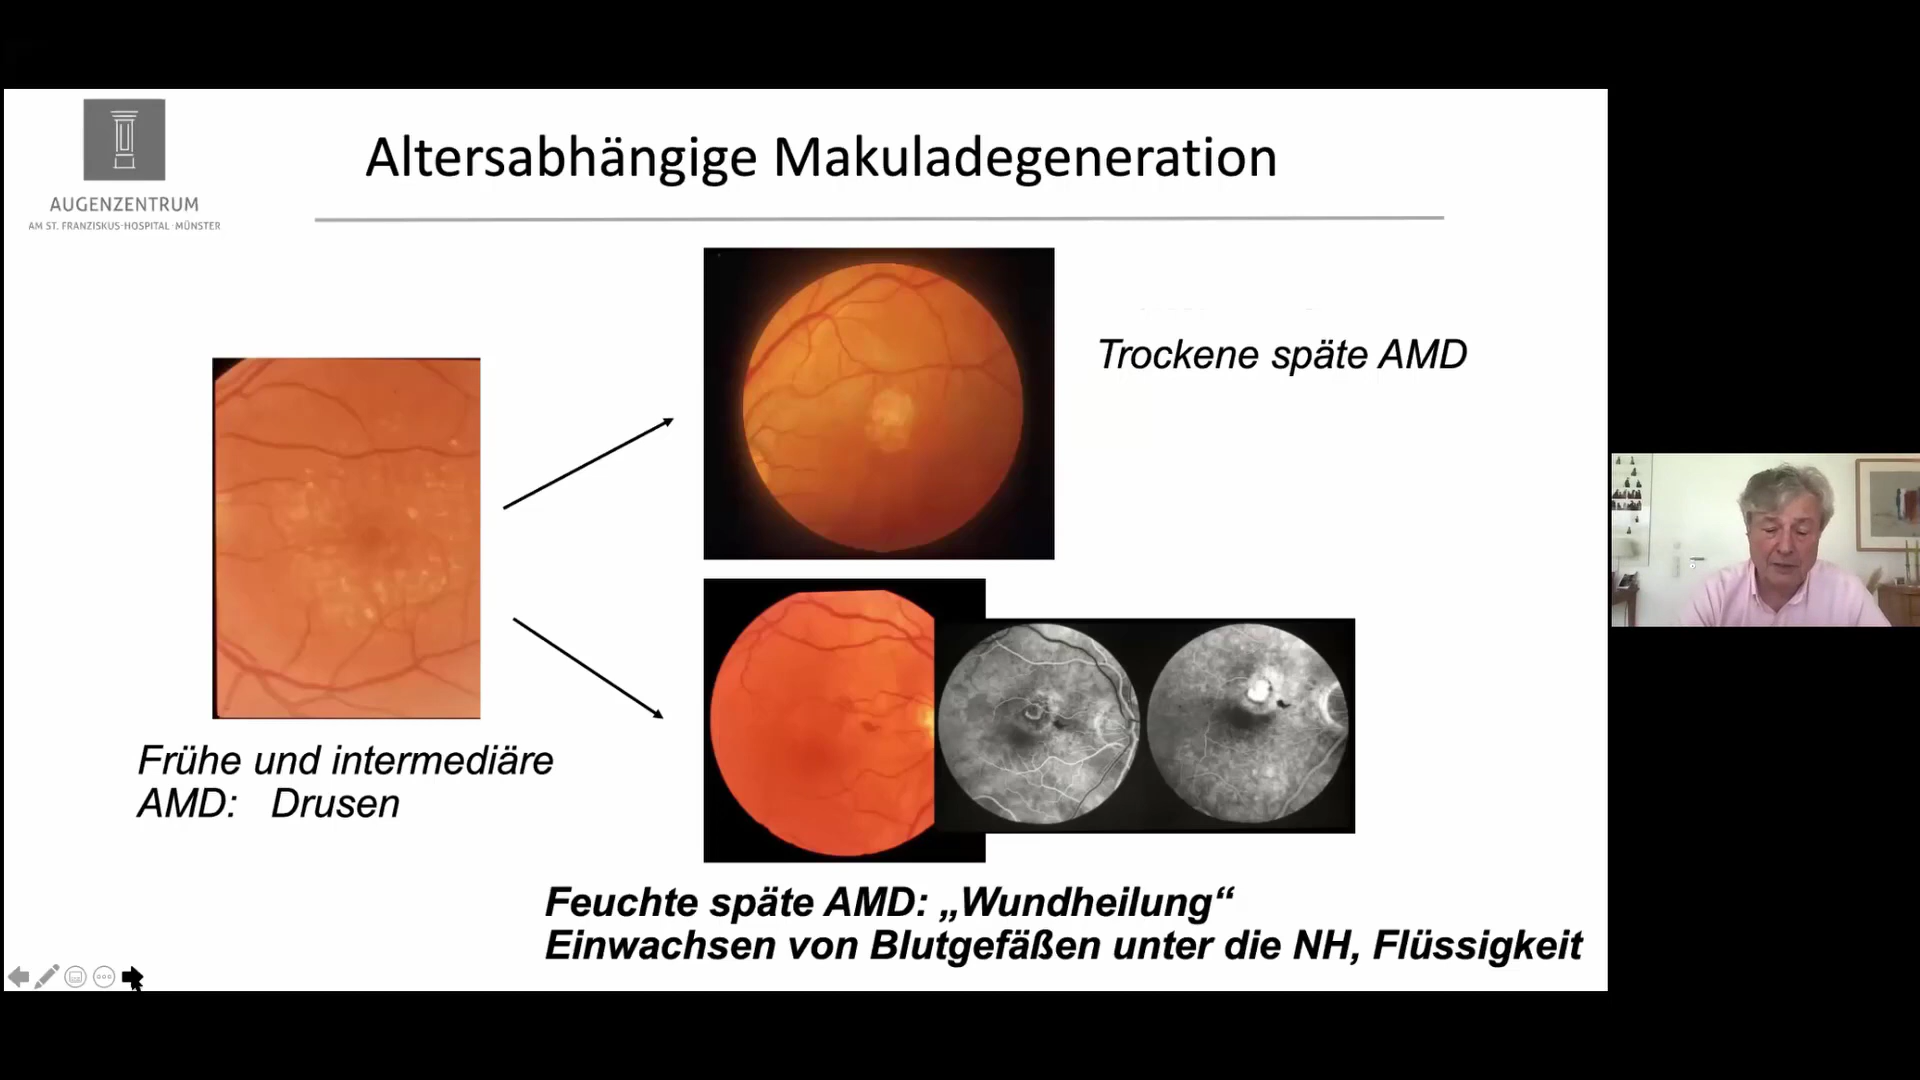 AUGENZENTRUM
AM ST. FRANZISKUS-HOSPITAL·MÜNSTER
Altersabhängige Makuladegeneration
Trockene späte AMD
Frühe und intermediäre
AMD: Drusen
Feuchte späte AMD: „Wundheilung“
Einwachsen von Blutgefäßen unter die NH, Flüssigkeit